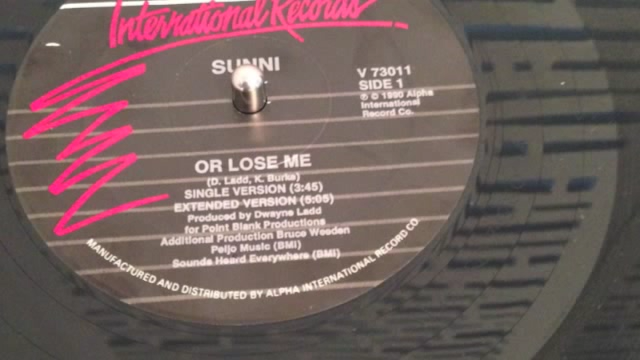 International Records
SUNNI
V 73011
SIDE 1
℗ © 1990 Alpha
International
Record Co.
OR LOSE ME
(D. Ladd, K. Burke)
SINGLE VERSION (3:45)
EXTENDED VERSION (5:05)
Produced by Dwayne Ladd
for Point Blank Productions
Additional Production Bruce Weeden
Peljo Music (BMI)
Sounds Heard Everywhere (BMI)
MANUFACTURED AND DISTRIBUTED BY ALPHA INTERNATIONAL RECORD CO.